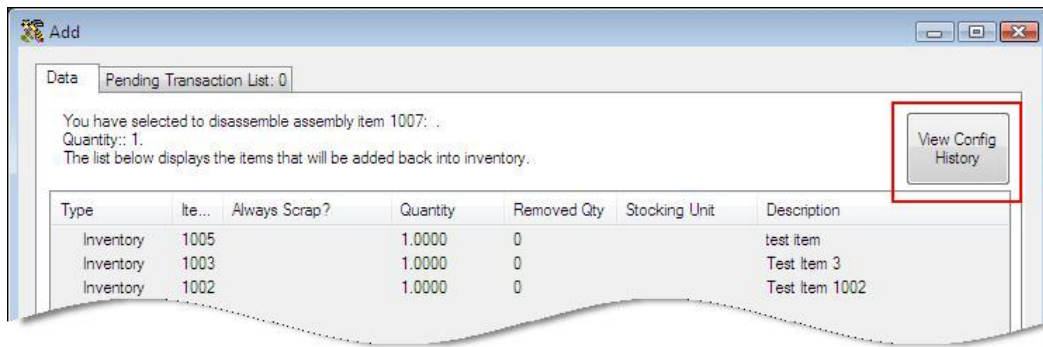 Add
Data Pending Transaction List: 0
You have selected to disassemble assembly item 1007: .
Quantity:: 1.
The list below displays the items that will be added back into inventory.
View Config
History
Type Ite... Always Scrap? Quantity Removed Qty Stocking Unit Description
Inventory 1005 1.0000 0 test item
Inventory 1003 1.0000 0 Test Item 3
Inventory 1002 1.0000 0 Test Item 1002